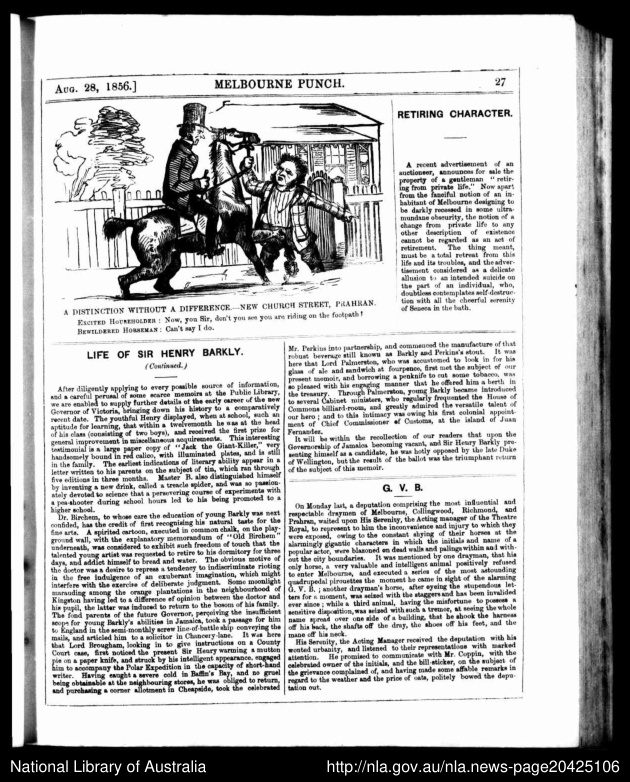 AUG. 28, 1856.]
MELBOURNE PUNCH.
27
A DISTINCTION WITHOUT A DIFFERENCE.—NEW CHURCH STREET, PRAHRAN.
EXCITED HOUSEHOLDER : Now, you Sir, don't you see you are riding on the footpath !
BEWILDERED HORSEMAN : Can't say I do.
RETIRING CHARACTER.
A recent advertisement of an
auctioneer, announces for sale the
property of a gentleman "retir-
ing from private life." Now apart
from the fanciful notion of an in-
habitant of Melbourne designing to
be darkly recessed in some ultra-
mundane obscurity, the notion of a
change from private life to any
other description of existence
cannot be regarded as an act of
retirement. The thing meant,
must be a total retreat from this
life and its troubles, and the adver-
tisement considered as a delicate
allusion to an intended suicide on
the part of an individual, who,
doubtless contemplates self-destruc-
tion with all the cheerful serenity
of Seneca in the bath.
LIFE OF SIR HENRY BARKLY.
(Continued.)
After diligently applying to every possible source of information,
and a careful perusal of some scarce memoirs at the Public Library,
we are enabled to supply further details of the early career of the new
Governor of Victoria, bringing down his history to a comparatively
recent date. The youthful Henry displayed, when at school, such an
aptitude for learning, that within a twelvemonth he was at the head
of his class (consisting of two boys), and received the first prize for
general improvement in miscellaneous acquirements. This interesting
testimonial is a large paper copy of "Jack the Giant-Killer," very
handsomely bound in red calico, with illuminated plates, and is still
in the family. The earliest indications of literary ability appear in a
letter written to his parents on the subject of tin, which ran through
five editions in three months. Master B. also distinguished himself
by inventing a new drink, called a treacle spider, and was so passion-
ately devoted to science that a persevering course of experiments with
a pea-shooter during school hours led to his being promoted to a
higher school.
Dr. Birchem, to whose care the education of young Barkly was next
confided, has the credit of first recognising his natural taste for the
fine arts. A spirited cartoon, executed in common chalk, on the play-
ground wall, with the explanatory memorandum of "Old Birchem"
underneath, was considered to exhibit such freedom of touch that the
talented young artist was requested to retire to his dormitory for three
days, and addict himself to bread and water. The obvious motive of
the doctor was a desire to repress a tendency to indiscriminate rioting
in the free indulgence of an exuberant imagination, which might
interfere with the exercise of deliberate judgment. Some moonlight
marauding among the orange plantations in the neighbourhood of
Kingston having led to a difference of opinion between the doctor and
his pupil, the latter was induced to return to the bosom of his family.
The fond parents of the future Governor, perceiving the insufficient
scope for young Barkly's abilities in Jamaica, took a passage for him
to England in the semi-monthly screw line-of-battle ship conveying the
mails, and articled him to a solicitor in Chancery-lane. It was here
that Lord Brougham, looking in to give instructions on a County
Court case, first noticed the present Sir Henry warming a mutton
pie on a paper knife, and struck by his intelligent appearance, engaged
him to accompany the Polar Expedition in the capacity of short-hand
writer. Having caught a severe cold in Baffin's Bay, and no gruel
being obtainable at the neighbouring stores, he was obliged to return,
and purchasing a corner allotment in Cheapside, took the celebrated
Mr. Perkins into partnership, and commenced the manufacture of that
robust beverage still known as Barkly and Perkins's stout. It was
here that Lord Palmerston, who was accustomed to look in for his
glass of ale and sandwich at fourpence, first met the subject of our
present memoir, and borrowing a penknife to cut some tobacco, was
so pleased with his engaging manner that he offered him a berth in
the treasury. Through Palmerston, young Barkly became introduced
to several Cabinet ministers, who regularly frequented the House of
Commons billiard-room, and greatly admired the versatile talent of
our hero ; and to this intimacy was owing his first colonial appoint-
ment of Chief Commissioner of Customs, at the island of Juan
Fernandez.
It will be within the recollection of our readers that upon the
Governorship of Jamaica becoming vacant, and Sir Henry Barkly pre-
senting himself as a candidate, he was hotly opposed by the late Duke
of Wellington, but the result of the ballot was the triumphant return
of the subject of this memoir.
G. V. B.
On Monday last, a deputation comprising the most influential and
respectable draymen of Melbourne, Collingwood, Richmond, and
Prahran, waited upon His Serenity, the Acting manager of the Theatre
Royal, to represent to him the inconvenience and injury to which they
were exposed, owing to the constant shying of their horses at the
alarmingly gigantic characters in which the initials and name of a
popular actor, were blazoned on dead walls and palings within and with-
out the city boundaries. It was mentioned by one drayman, that his
only horse, a very valuable and intelligent animal positively refused
to enter Melbourne, and executed a series of the most astounding
quadrupedal pirouettes the moment he came in sight of the alarming
G. V. B. ; another drayman's horse, after eying the stupendous let-
ters for a moment, was seized with the staggers and has been invalided
ever since ; while a third animal, having the misfortune to possess a
sensitive disposition, was seized with such a tremor, at seeing the whole
name spread over one side of a building, that he shook the harness
off his back, the shafts off the dray, the shoes off his feet, and the
mane off his neck.
His Serenity, the Acting Manager received the deputation with his
wonted urbanity, and listened to their representations with marked
attention. He promised to communicate with Mr. Coppin, with the
celebrated owner of the initials, and the bill-sticker, on the subject of
the grievance complained of, and having made some affable remarks in
regard to the weather and the price of oats, politely bowed the depu-
tation out.
National Library of Australia
http://nla.gov.au/nla.news-page20425106